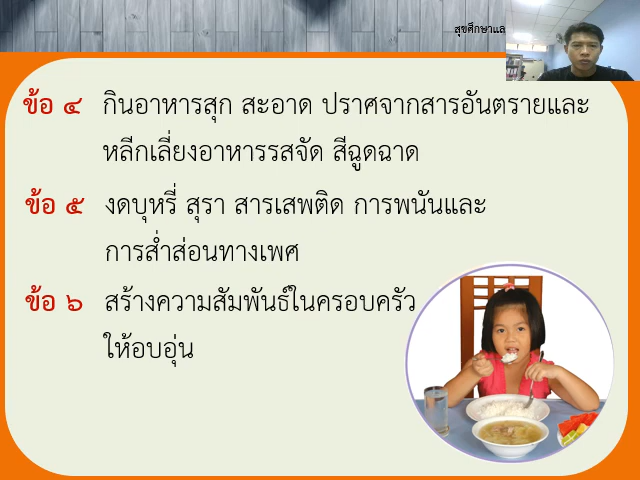 สุขศึกษาแล
ข้อ ๔ กินอาหารสุก สะอาด ปราศจากสารอันตรายและ
หลีกเลี่ยงอาหารรสจัด สีฉูดฉาด
ข้อ ๕ งดบุหรี่ สุรา สารเสพติด การพนันและ
การส่ำส่อนทางเพศ
ข้อ ๖ สร้างความสัมพันธ์ในครอบครัว
ให้อบอุ่น